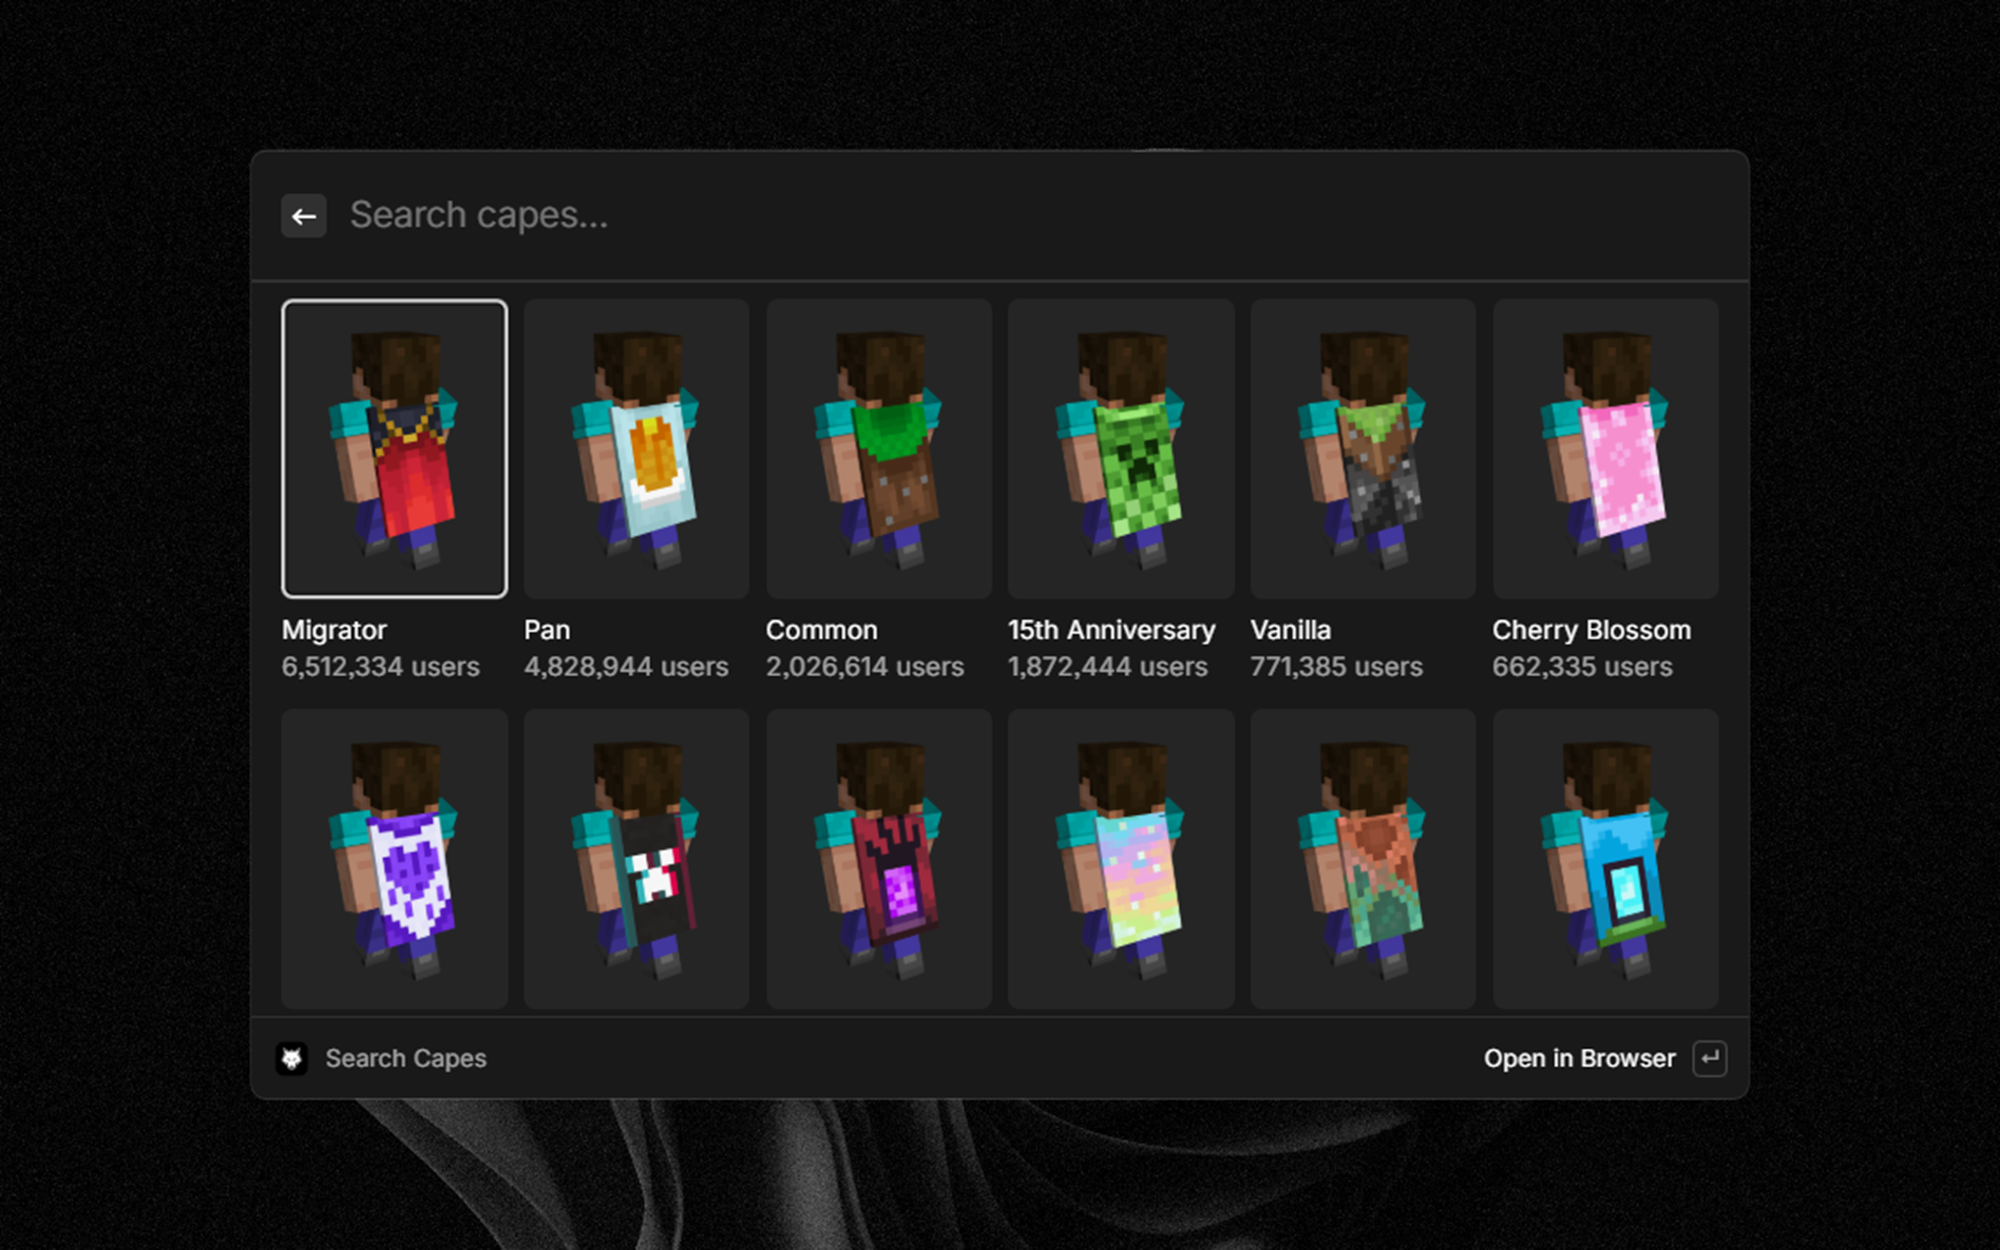 Search capes...
Migrator
6,512,334 users
Pan
4,828,944 users
Common
2,026,614 users
15th Anniversary
1,872,444 users
Vanilla
771,385 users
Cherry Blossom
662,335 users
Search Capes
Open in Browser